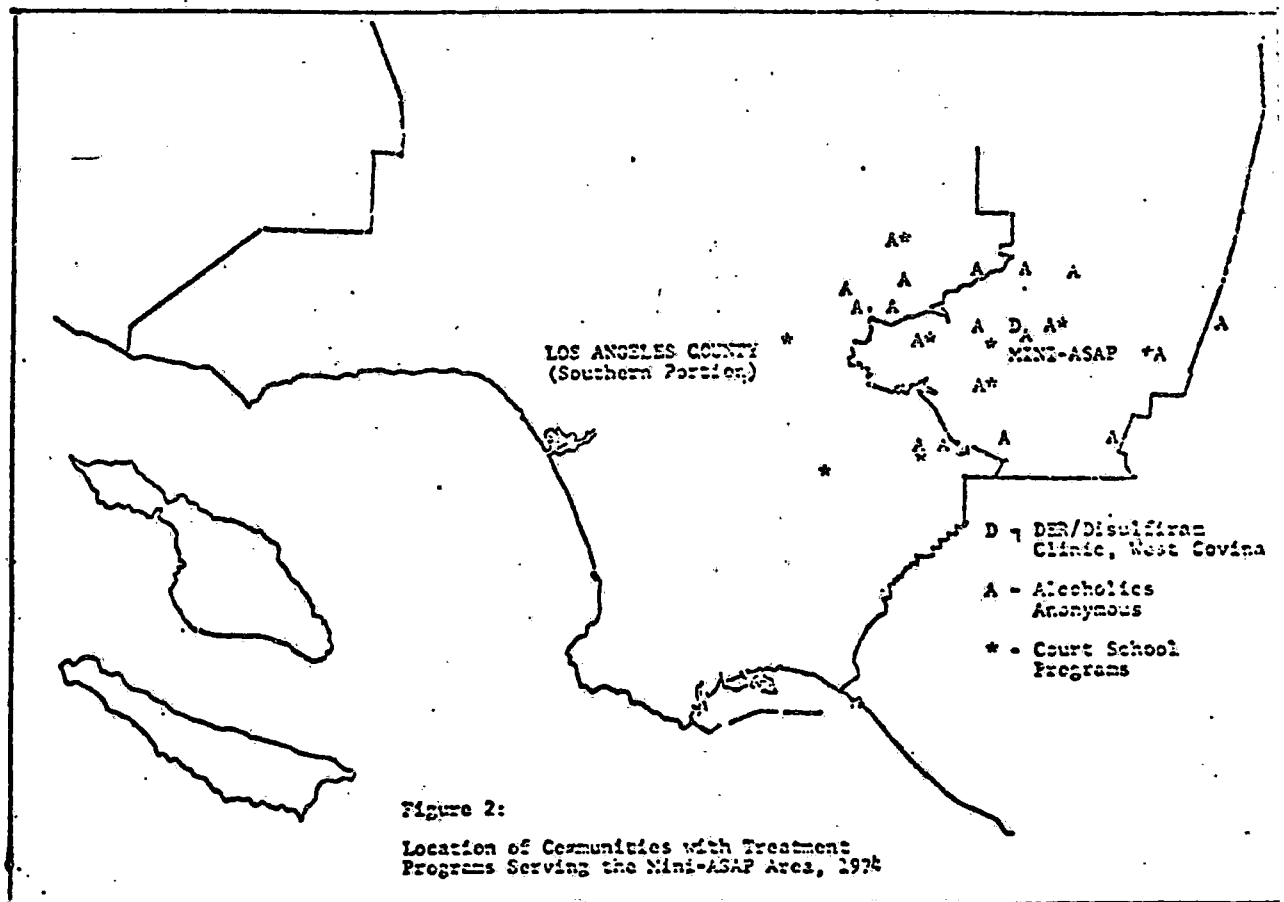 A*
A A A
A
A
A A
A D A*
A
* A* *
LOS ANGELES COUNTY MINI-ASAP *A
(Southern Portion)
A*
A A A A
*
*
D - DER/Disulfiram
Clinic, West Covina
A - Alcoholics
Anonymous
* - Court School
Programs
Figure 2:
Location of Communities with Treatment
Programs Serving the Mini-ASAP Area, 1974